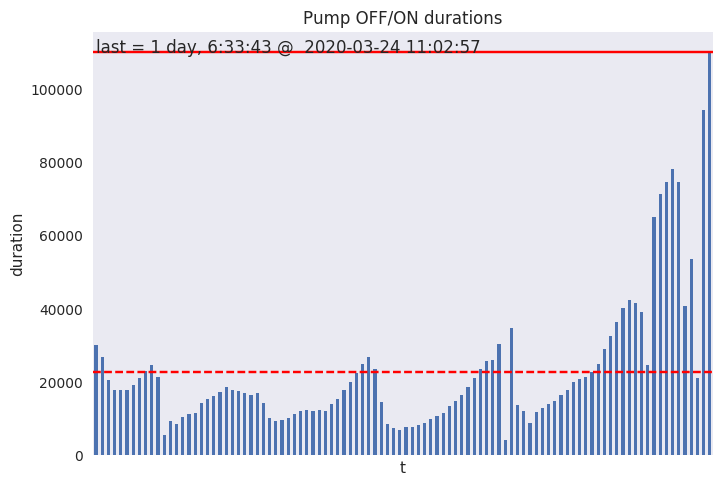 Pump OFF/ON durations
last = 1 day, 6:33:43 @  2020-03-24 11:02:57
100000
80000
60000
40000
20000
0
duration
t